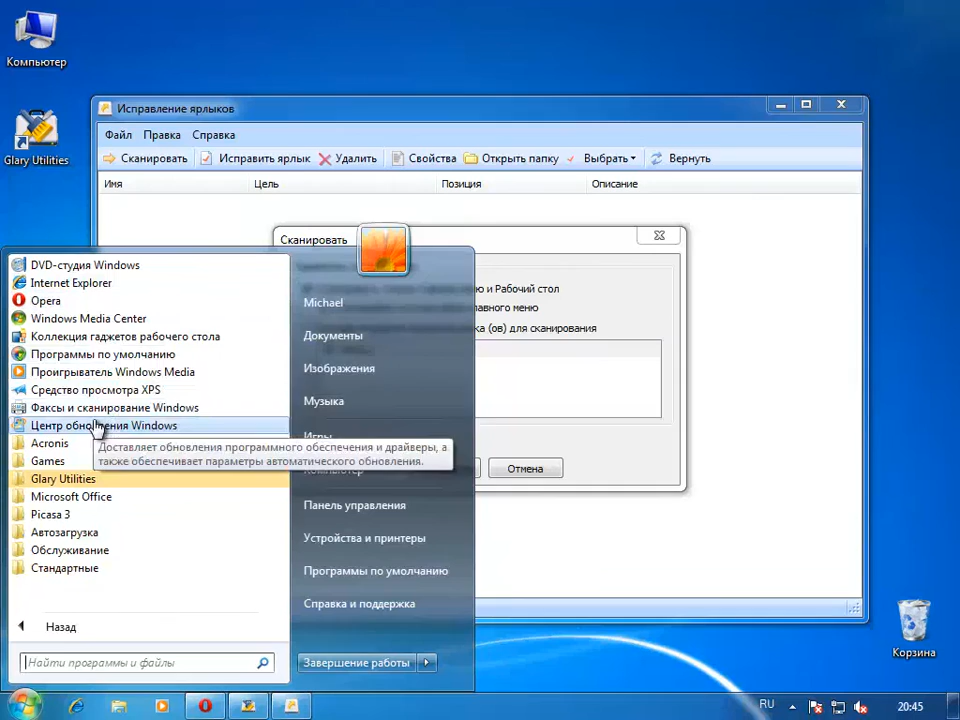 Компьютер
Glary Utilities
Исправление ярлыков
Файл Правка Справка
Сканировать Исправить ярлык Удалить Свойства Открыть папку Выбрать Вернуть
Имя Цель Позиция Описание
Сканировать
ю и Рабочий стол
лавного меню
ка (ов) для сканирования
Отмена
DVD-студия Windows
Internet Explorer
Opera
Windows Media Center
Коллекция гаджетов рабочего стола
Программы по умолчанию
Проигрыватель Windows Media
Средство просмотра XPS
Факсы и сканирование Windows
Центр обновления Windows
Доставляет обновления программного обеспечения и драйверы, а
также обеспечивает параметры автоматического обновления.
Acronis
Games
Glary Utilities
Microsoft Office
Picasa 3
Автозагрузка
Обслуживание
Стандартные
Назад
Найти программы и файлы
Michael
Документы
Изображения
Музыка
Игры
Компьютер
Панель управления
Устройства и принтеры
Программы по умолчанию
Справка и поддержка
Завершение работы
Корзина
RU
20:45